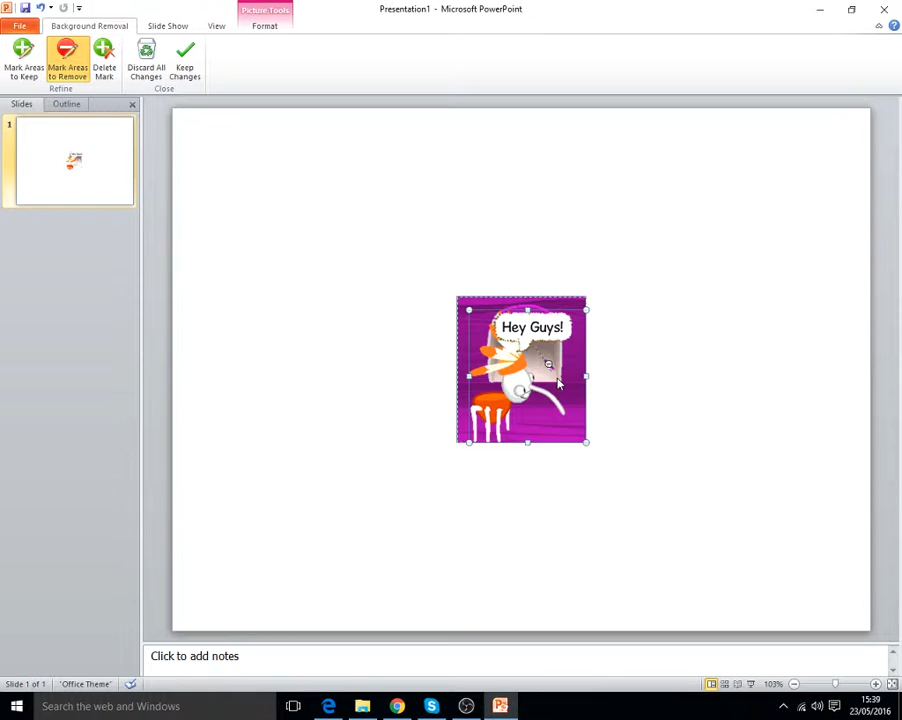 Picture Tools
Presentation1 - Microsoft PowerPoint
File
Background Removal
Slide Show
View
Format
Mark Areas
to Keep
Mark Areas
to Remove
Delete
Mark
Discard All
Changes
Keep
Changes
Refine
Close
Slides
Outline
1
Hey Guys!
Click to add notes
Slide 1 of 1
"Office Theme"
103%
Search the web and Windows
15:39
23/05/2016